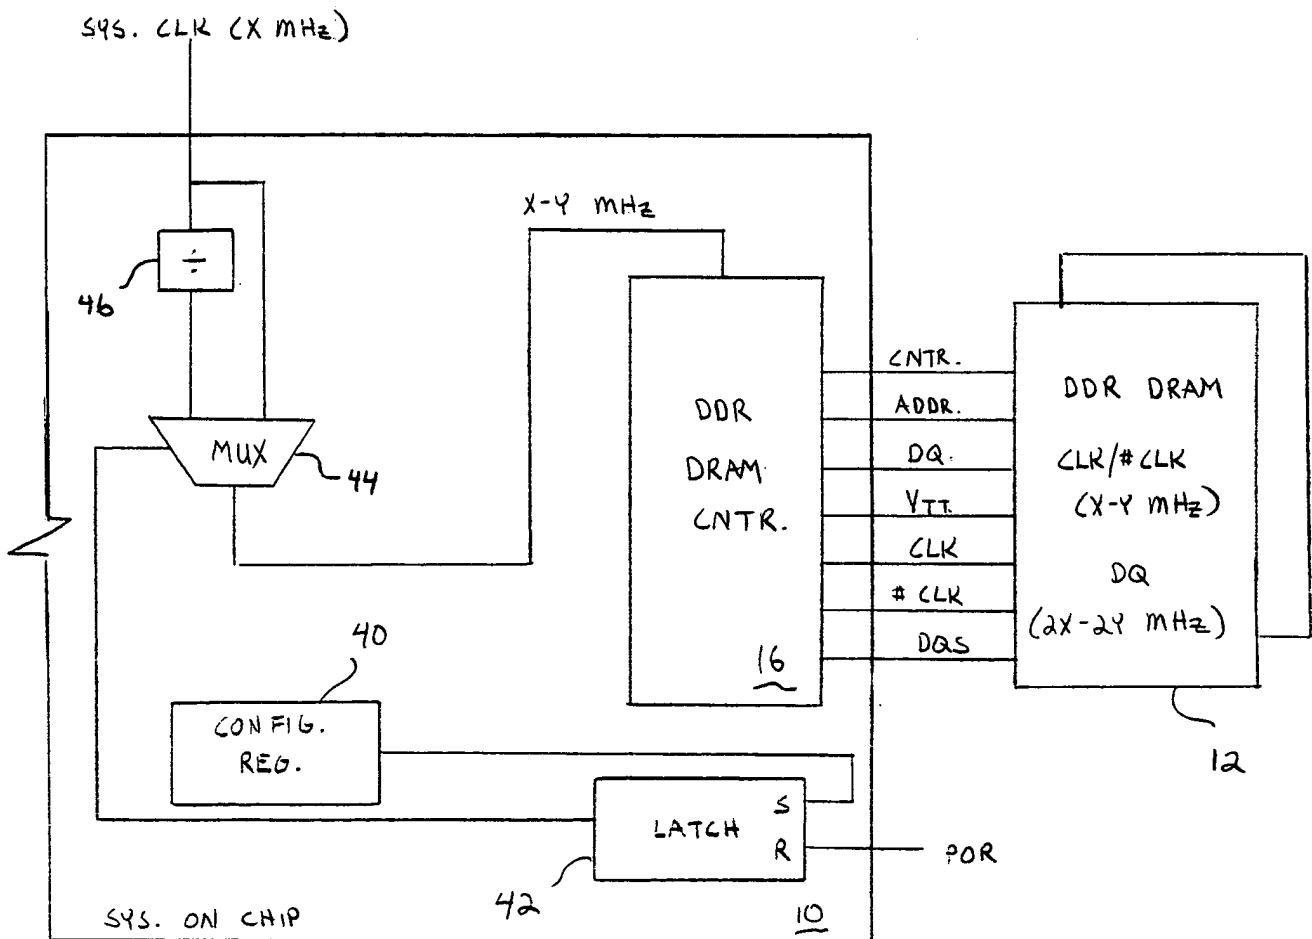 SYS. CLK (X MHz)
X-Y MHz
÷
46
MUX
44
DDR
DRAM
CNTR.
16
CNTR.
ADDR.
DQ.
VTT.
CLK
# CLK
DQS
DDR DRAM
CLK/#CLK
(X-Y MHz)
DQ
(2X-2Y MHz)
12
40
CONFIG.
REG.
LATCH
S
R
POR
42
SYS. ON CHIP
10